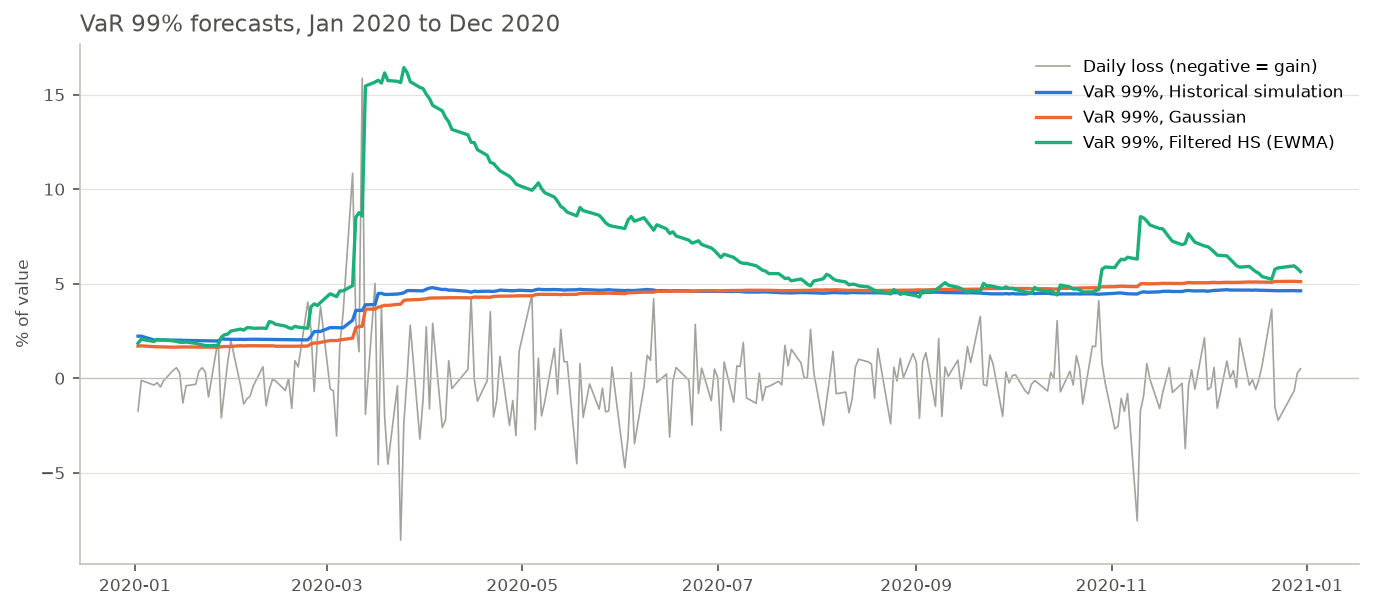 VaR 99% forecasts, Jan 2020 to Dec 2020
Daily loss (negative = gain)
VaR 99%, Historical simulation
VaR 99%, Gaussian
VaR 99%, Filtered HS (EWMA)
% of value
15
10
5
0
−5
2020-01
2020-03
2020-05
2020-07
2020-09
2020-11
2021-01